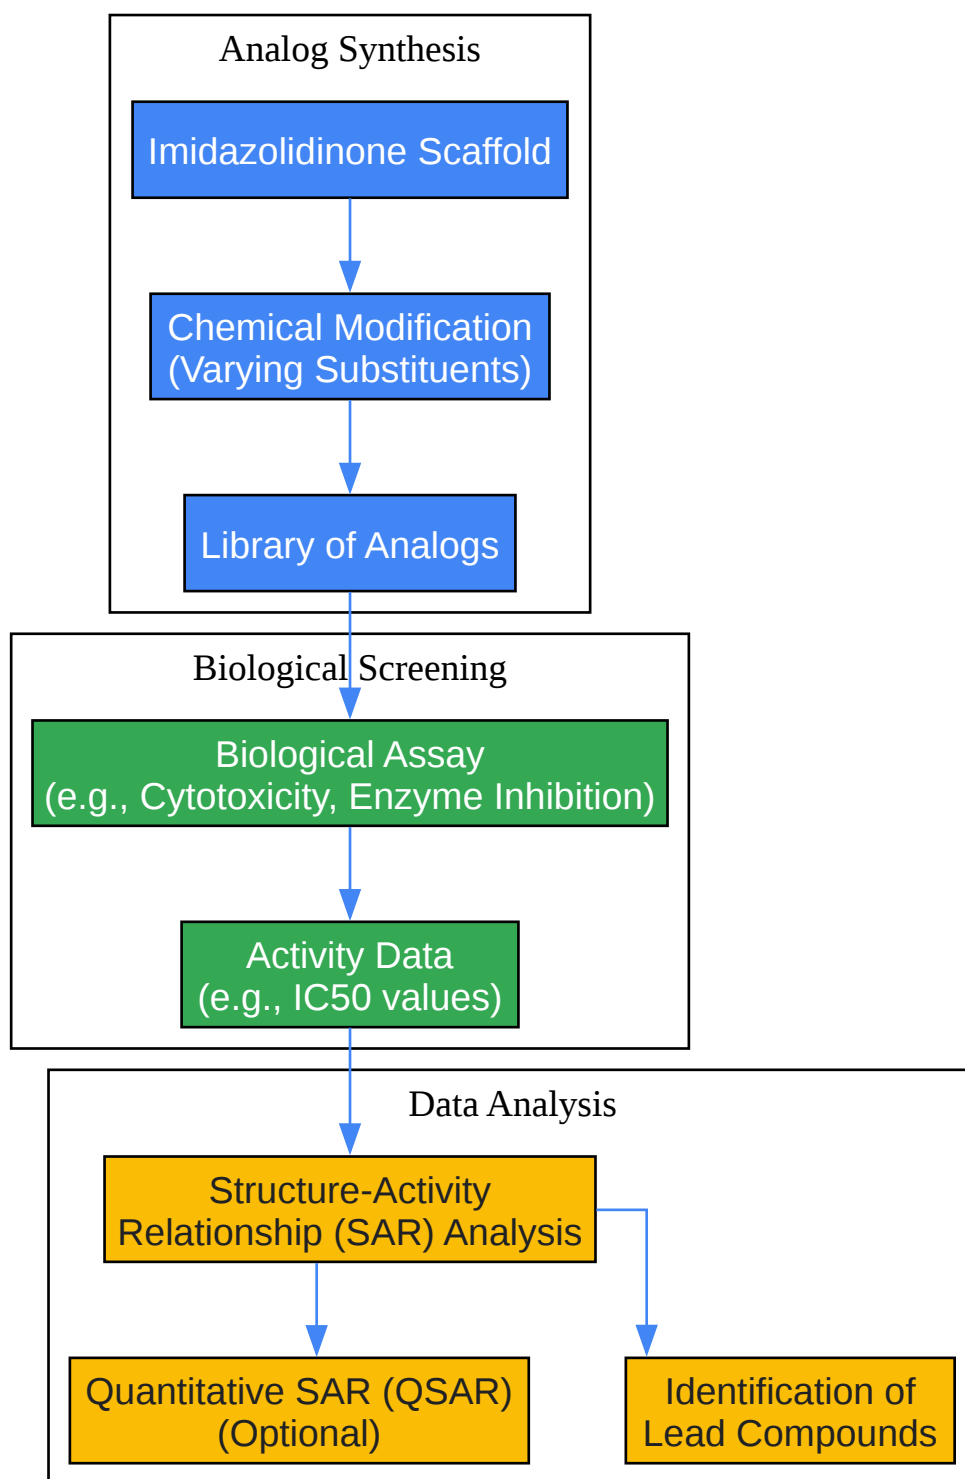 Analog Synthesis
Imidazolidinone Scaffold
Chemical Modification
(Varying Substituents)
Library of Analogs
Biological Screening
Biological Assay
(e.g., Cytotoxicity, Enzyme Inhibition)
Activity Data
(e.g., IC50 values)
Data Analysis
Structure-Activity
Relationship (SAR) Analysis
Quantitative SAR (QSAR)
(Optional)
Identification of
Lead Compounds